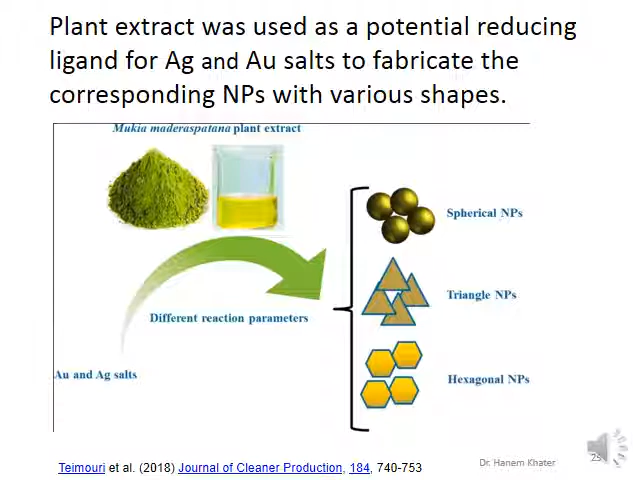 Plant extract was used as a potential reducing
ligand for Ag and Au salts to fabricate the
corresponding NPs with various shapes.
Mukia maderaspatana plant extract
Spherical NPs
Triangle NPs
Different reaction parameters
Au and Ag salts
Hexagonal NPs
Teimouri et al. (2018) Journal of Cleaner Production, 184, 740-753
Dr. Hanem Khater